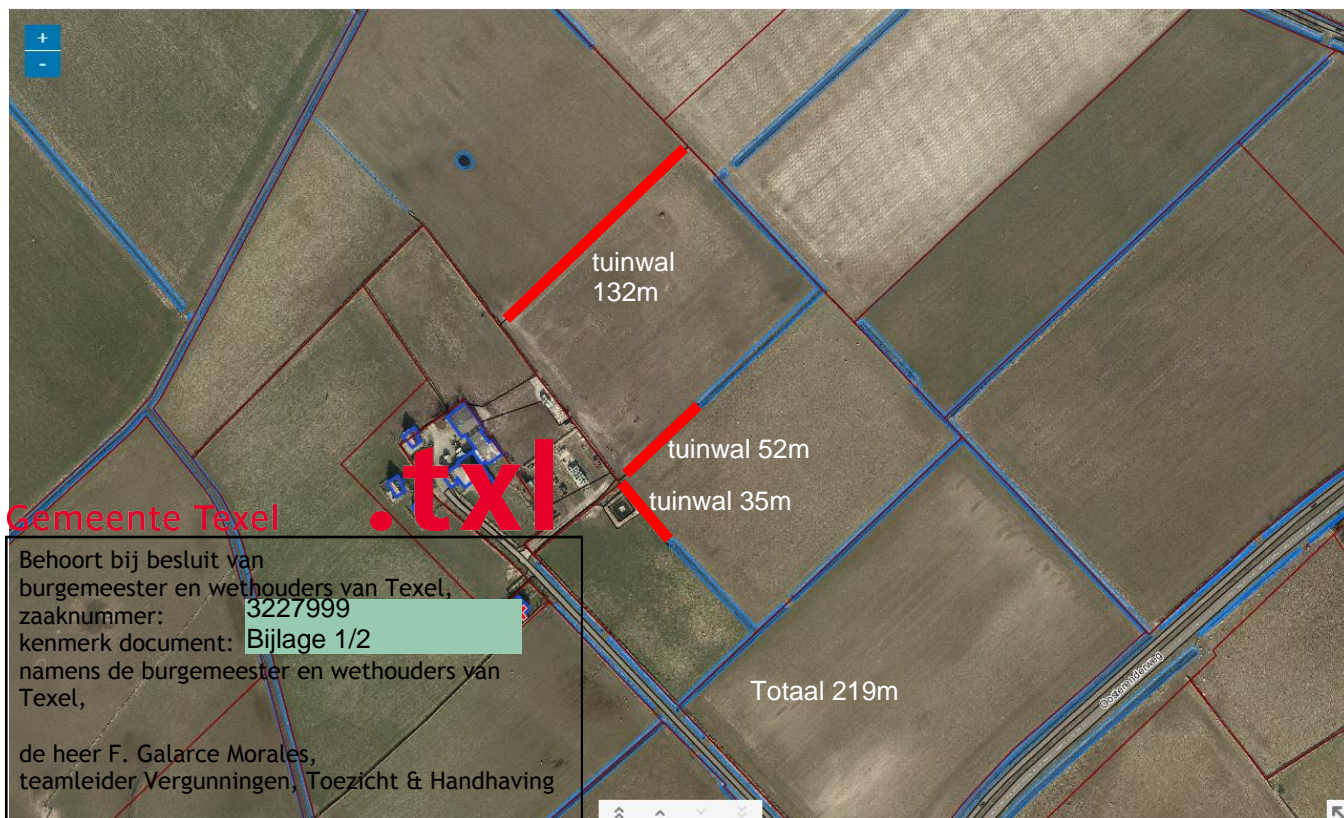 +
-
tuinwal
132m
tuinwal 52m
tuinwal 35m
Totaal 219m
Oosterenderweg
Gemeente Texel
.txl
Behoort bij besluit van
burgemeester en wethouders van Texel,
zaaknummer: 3227999
kenmerk document: Bijlage 1/2
namens de burgemeester en wethouders van
Texel,
de heer F. Galarce Morales,
teamleider Vergunningen, Toezicht & Handhaving